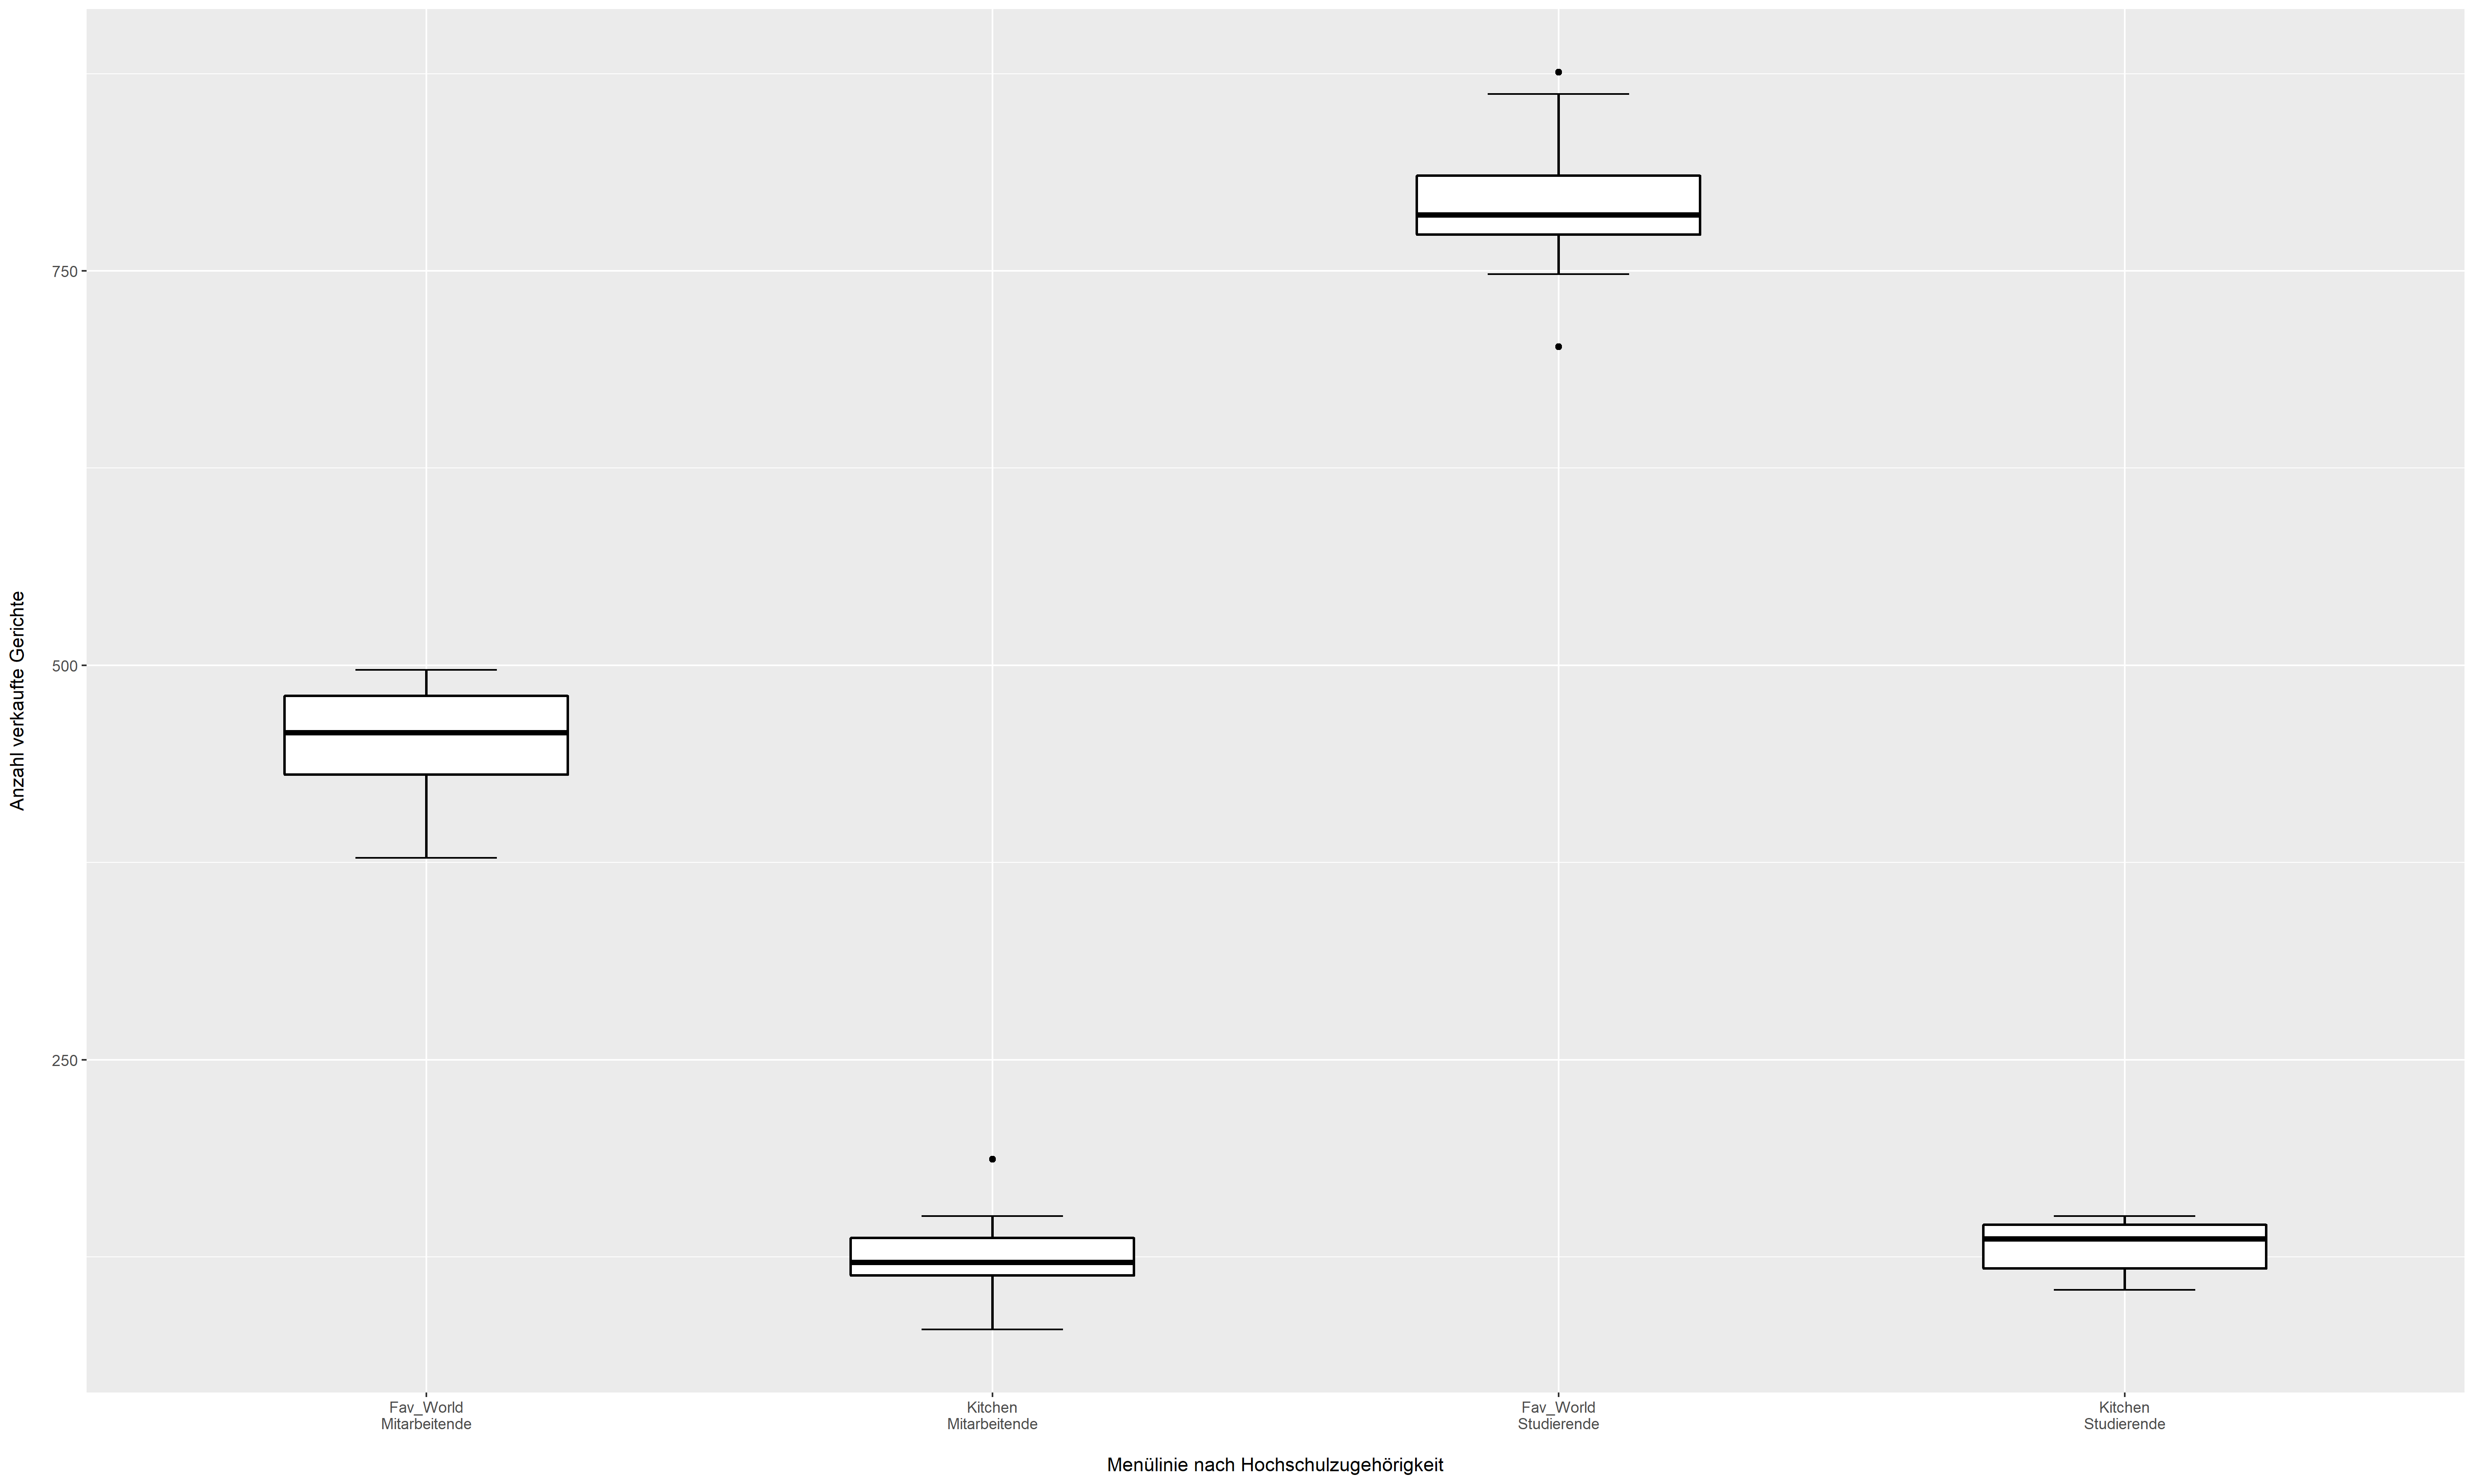 Anzahl verkaufte Gerichte
750
500
250
Fav_World
Mitarbeitende
Kitchen
Mitarbeitende
Fav_World
Studierende
Kitchen
Studierende
Menülinie nach Hochschulzugehörigkeit